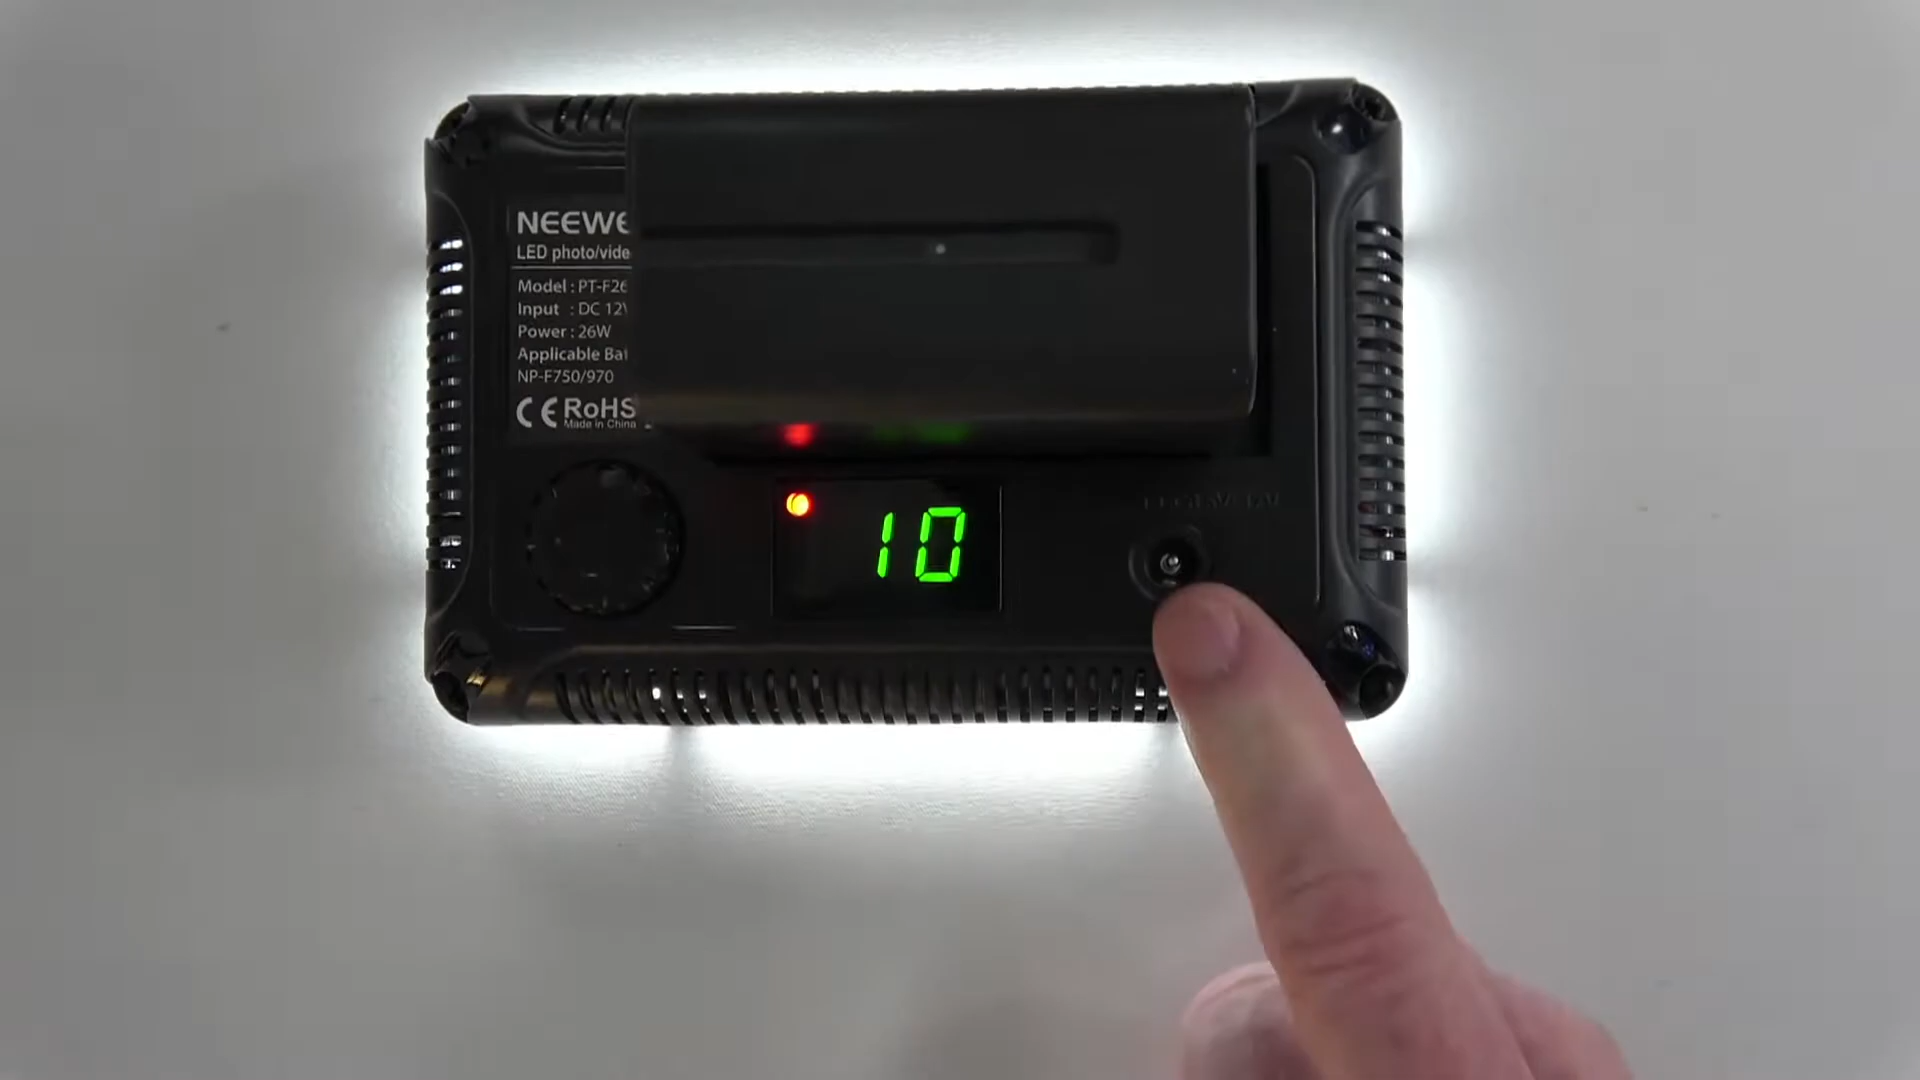 NEEWE
LED photo/vide
Model : PT-F26
Input : DC 12V
Power : 26W
Applicable Bat
NP-F750/970
CE RoHS
Made in China
10